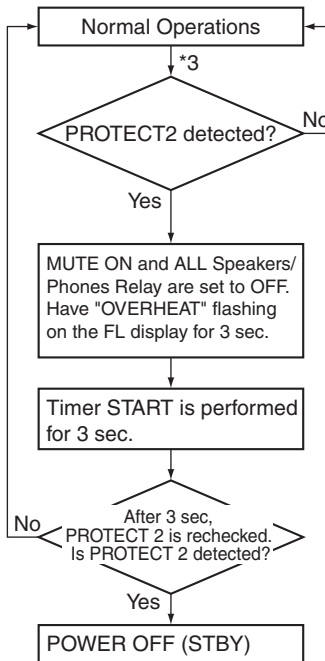 Normal Operations
*3
PROTECT2 detected?
No
Yes
MUTE ON and ALL Speakers/
Phones Relay are set to OFF.
Have "OVERHEAT" flashing
on the FL display for 3 sec.
Timer START is performed
for 3 sec.
No
After 3 sec,
PROTECT 2 is rechecked.
Is PROTECT 2 detected?
Yes
POWER OFF (STBY)